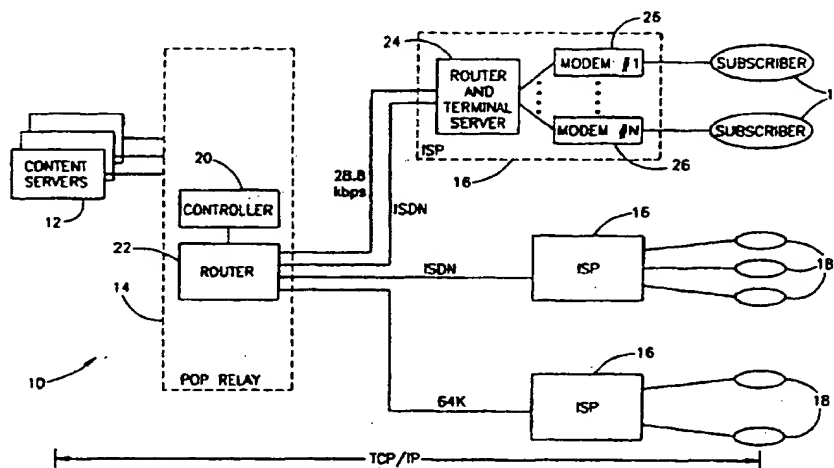 24
26
ROUTER
AND
TERMINAL
SERVER
MODEM #1
SUBSCRIBER
1
MODEM #N
SUBSCRIBER
ISP
16
26
CONTENT
SERVERS
12
20
CONTROLLER
28.8
kbps
ISDN
22
ROUTER
14
ISDN
16
ISP
18
10
POP RELAY
64K
16
ISP
18
TCP/IP